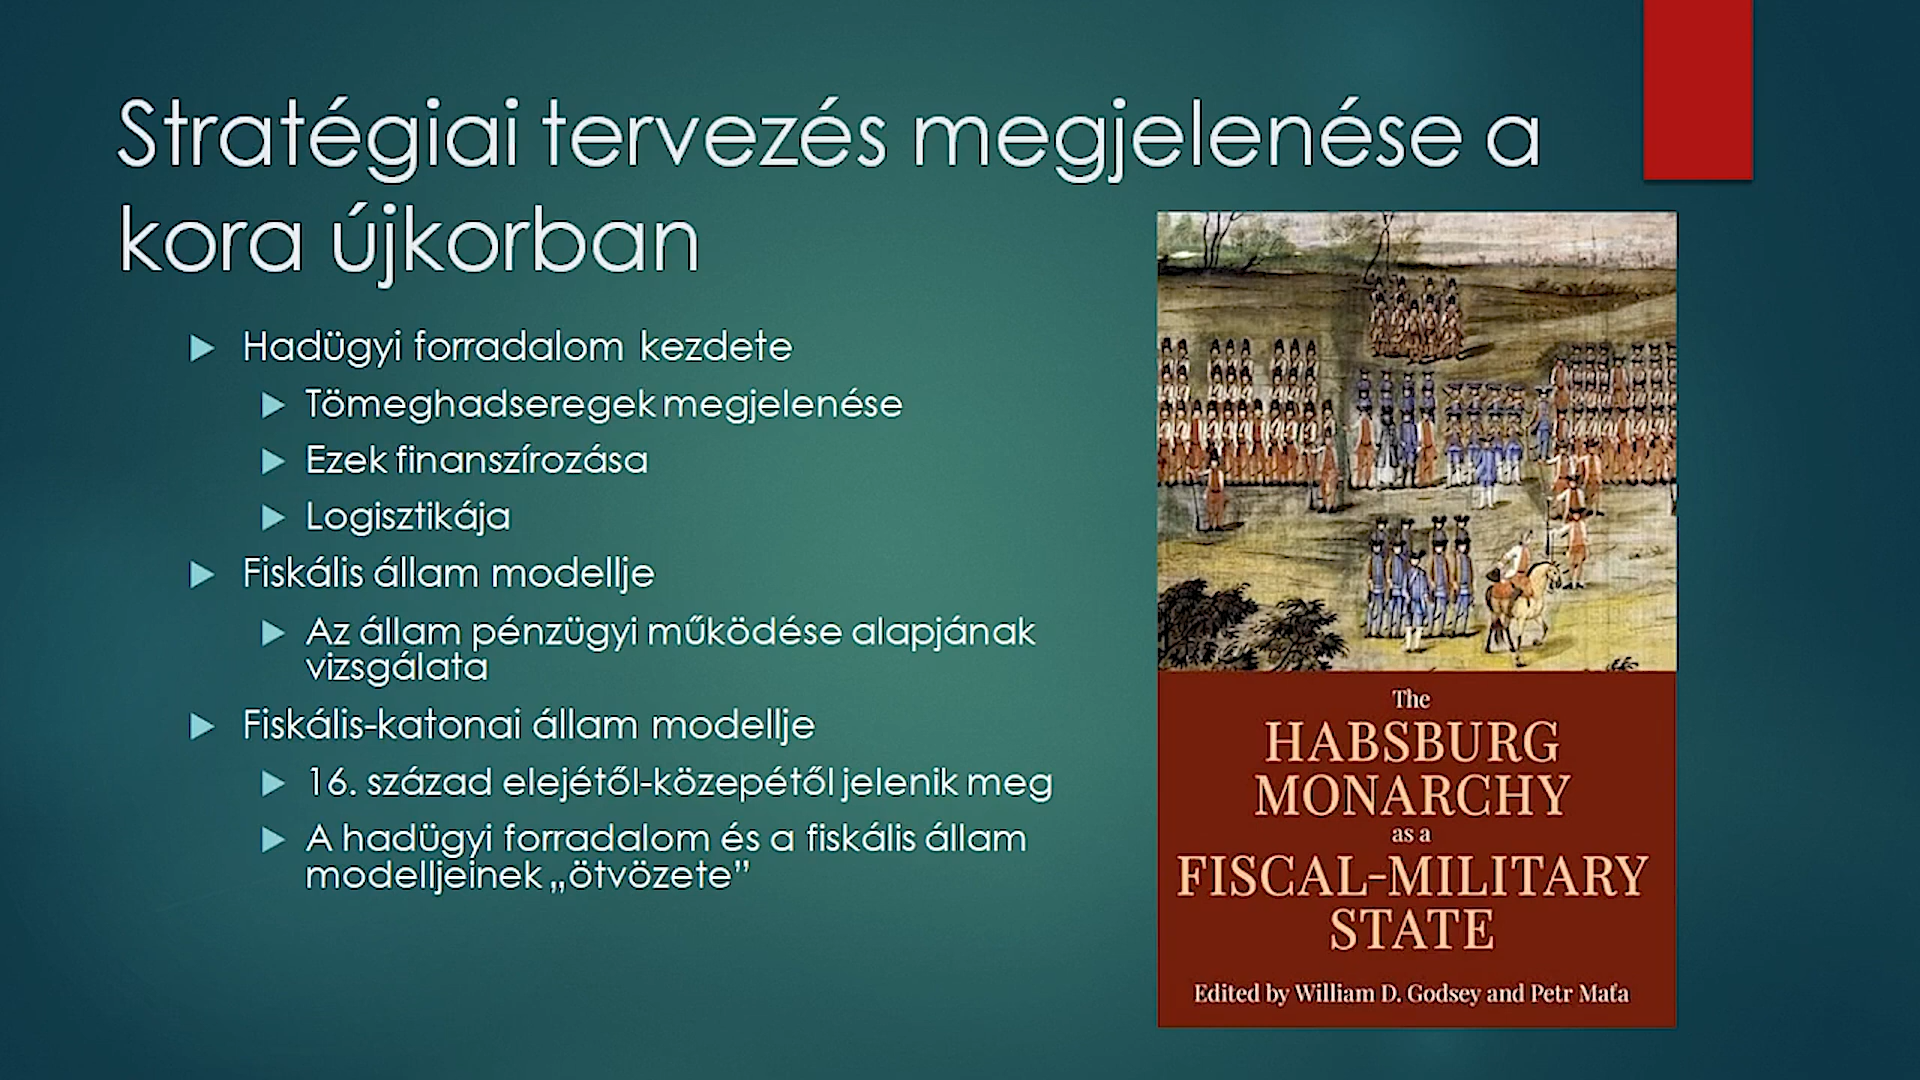 Stratégiai tervezés megjelenése a
kora újkorban
Hadügyi forradalom kezdete
Tömeghadseregek megjelenése
Ezek finanszírozása
Logisztikája
Fiskális állam modellje
Az állam pénzügyi működése alapjának
vizsgálata
Fiskális-katonai állam modellje
16. század elejétől-közepétől jelenik meg
A hadügyi forradalom és a fiskális állam
modelljeinek „ötvözete”
The
HABSBURG
MONARCHY
as a
FISCAL-MILITARY
STATE
Edited by William D. Godsey and Petr Maťa